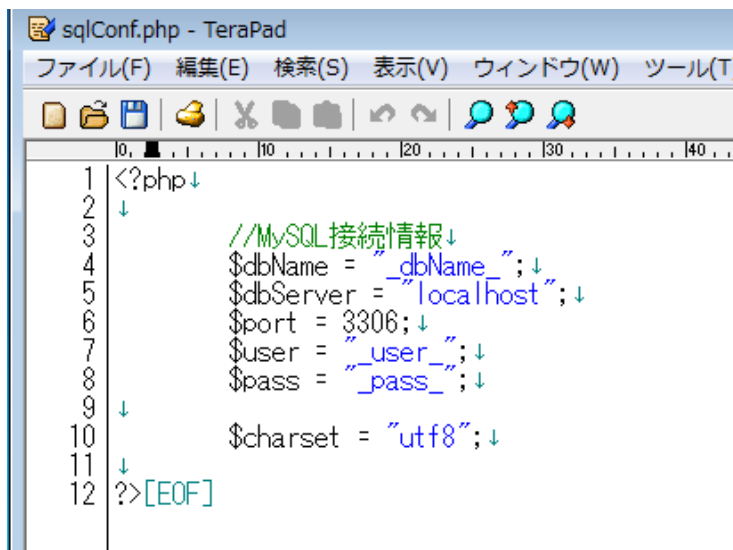 sqlConf.php - TeraPad
ファイル(F) 編集(E) 検索(S) 表示(V) ウィンドウ(W) ツール(T
0 10 20 30 40
1 <?php↓
2 ↓
3 //MySQL接続情報↓
4 $dbName = "_dbName_";↓
5 $dbServer = "localhost";↓
6 $port = 3306;↓
7 $user = "_user_";↓
8 $pass = "_pass_";↓
9 ↓
10 $charset = "utf8";↓
11 ↓
12 ?>[EOF]